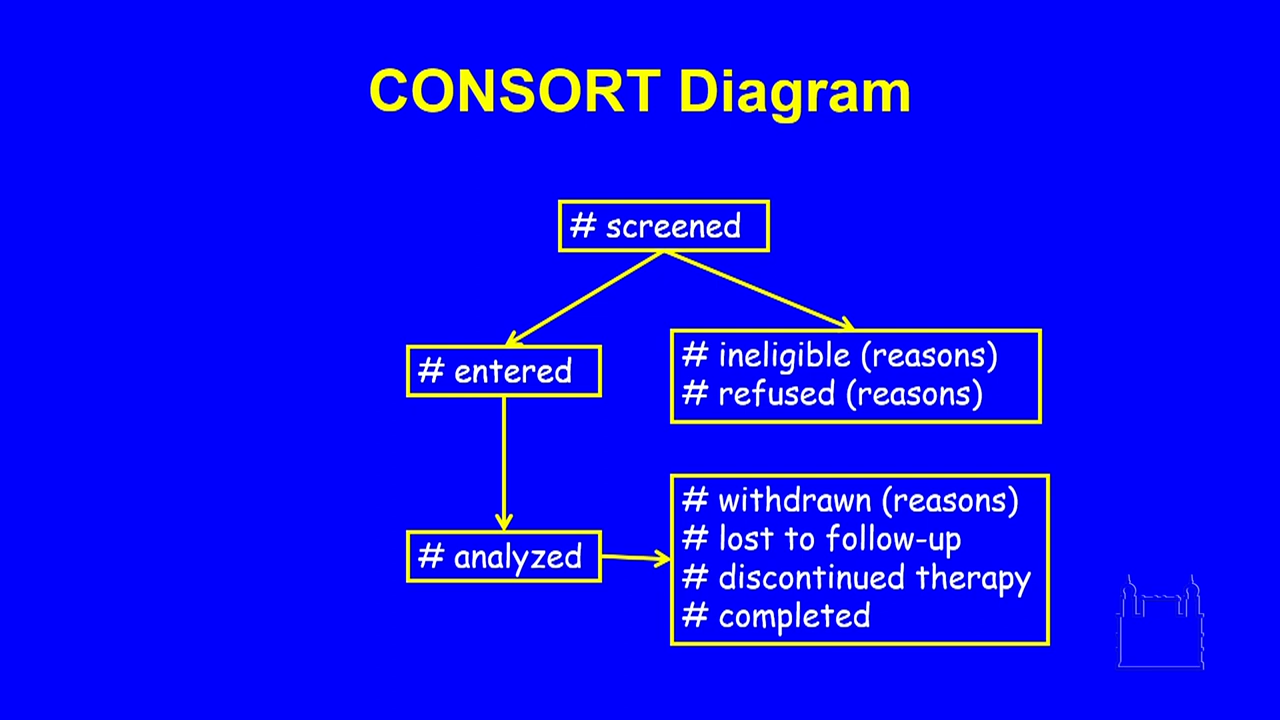 CONSORT Diagram
# screened
# entered
# ineligible (reasons)
# refused (reasons)
# analyzed
# withdrawn (reasons)
# lost to follow-up
# discontinued therapy
# completed